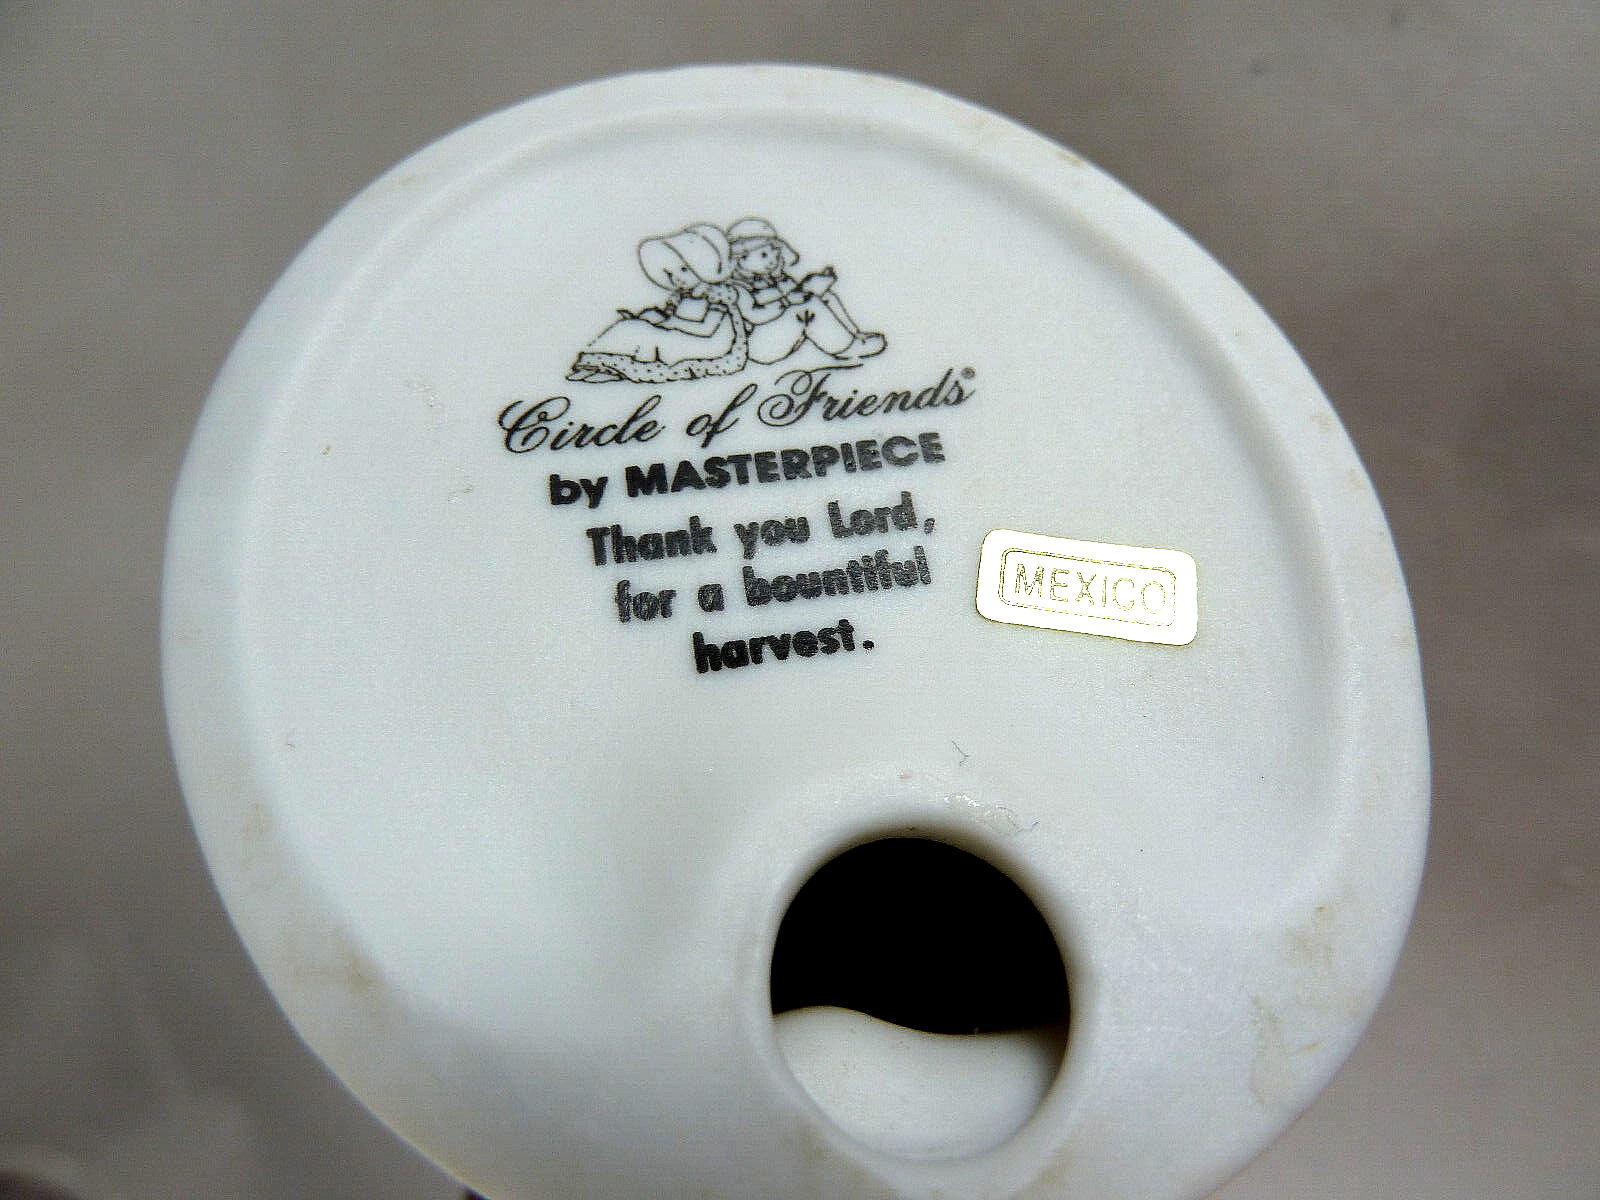 Circle of Friends®
by MASTERPIECE
Thank you Lord,
for a bountiful
harvest.
MEXICO